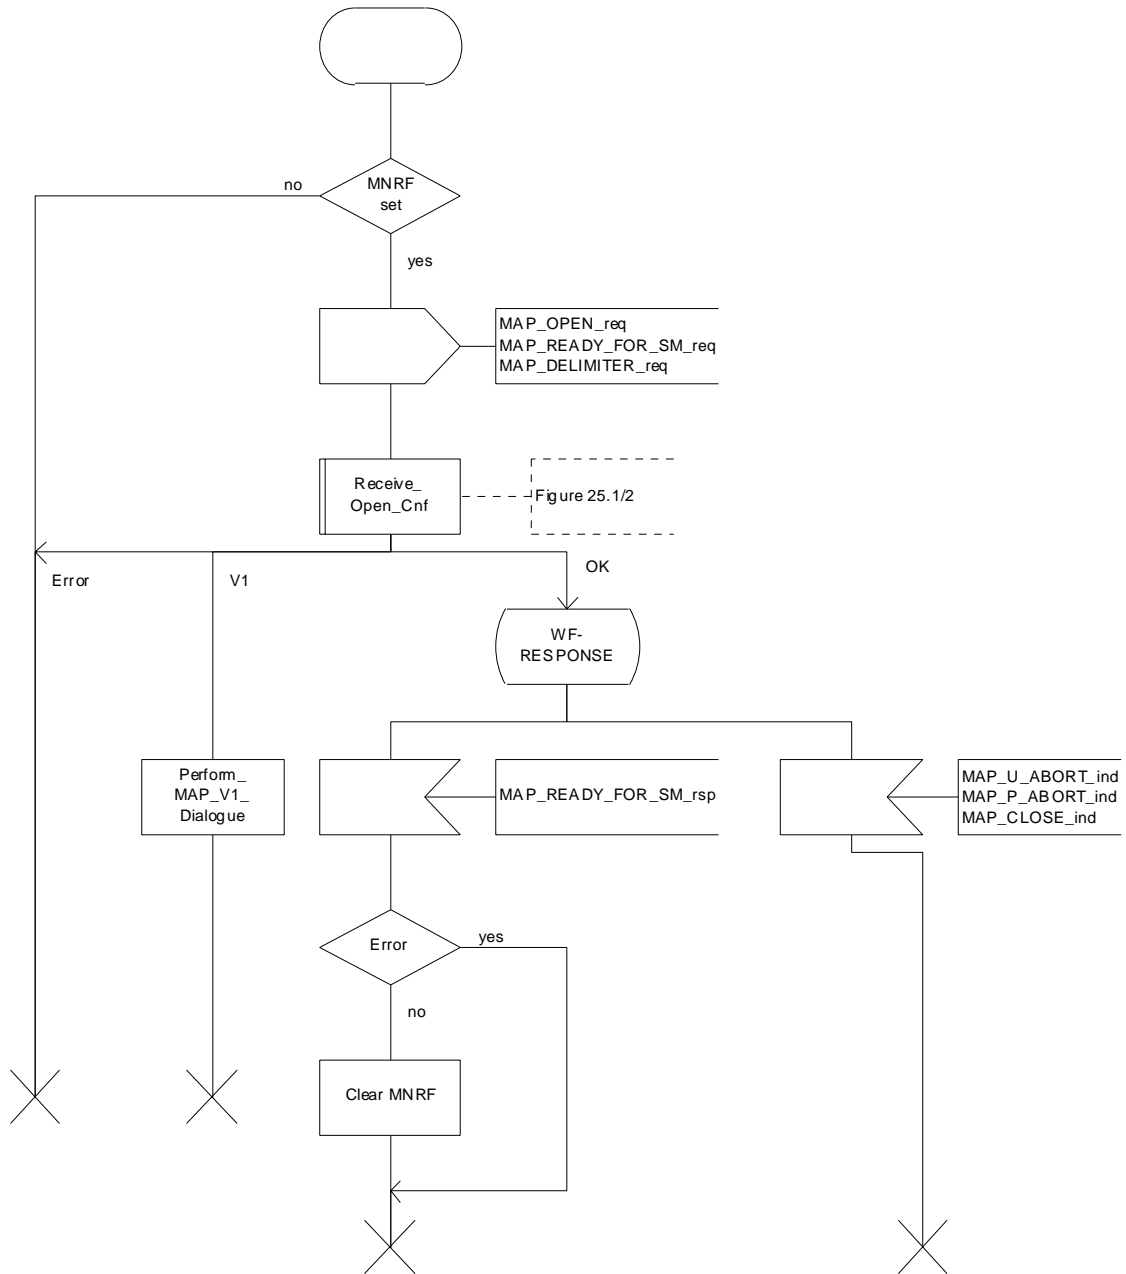 MNRF
set
no
yes
MAP_OPEN_req
MAP_READY_FOR_SM_req
MAP_DELIMITER_req
Receive_
Open_Cnf
Figure 25.1/2
Error
V1
OK
WF-
RESPONSE
Perform_
MAP_V1_
Dialogue
MAP_READY_FOR_SM_rsp
MAP_U_ABORT_ind
MAP_P_ABORT_ind
MAP_CLOSE_ind
Error
yes
no
Clear MNRF